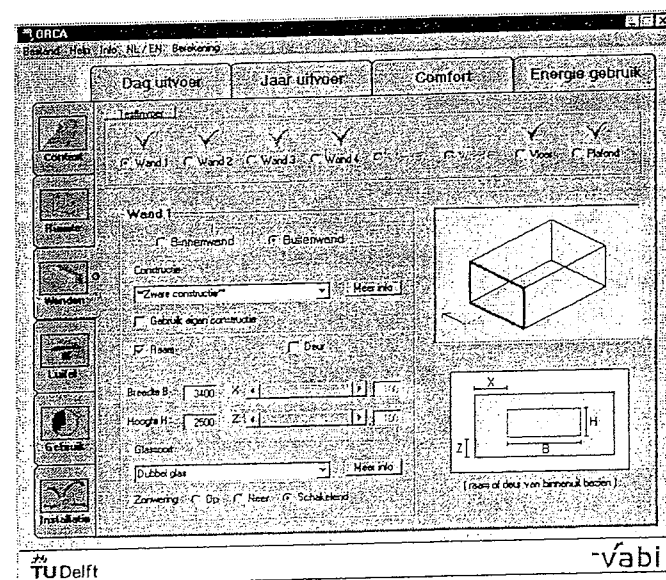 ORCA
Bestand Help Info NL / EN Berekening
Dag uitvoer Jaar uitvoer Comfort Energie gebruik
Testinvoer
Context
Wand 1 Wand 2 Wand 3 Wand 4 Vloer Plafond
Ruimte
Wand 1
Binnenwand Buitenwand
Constructie
Wanden
"Zware constructie" Meer info
Gebruik eigen constructie
Raam Deur
Luifel
Breedte B: 3400 X:
Hoogte H: 2500 Z:
Gebruik
Glassoort
Dubbel glas Meer info
Zonwering Op Neer Schakelend
Installatie
X
H
Z
B
( raam of deur van binnenuit bezien )
TU Delft
vabi